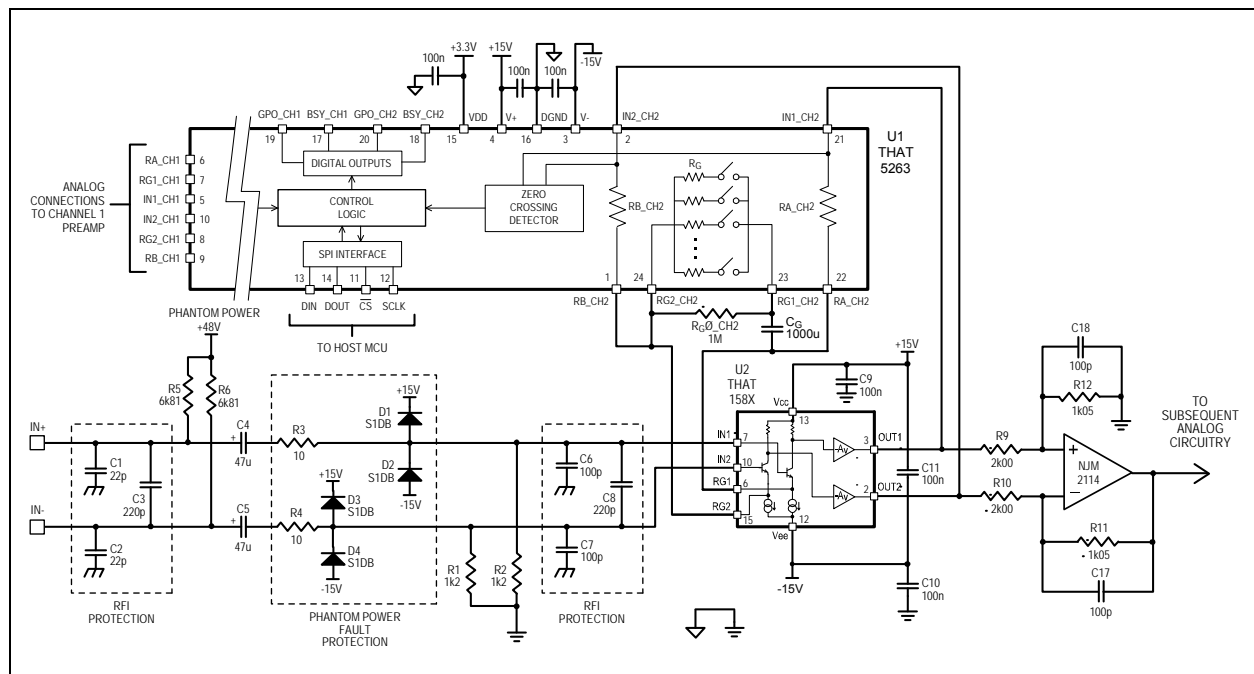 +3.3V
+15V
-15V
100n
100n
100n
GPO_CH1
BSY_CH1
GPO_CH2
BSY_CH2
VDD
V+
DGND
V-
IN2_CH2
IN1_CH2
19
17
20
18
15
4
16
3
2
21
U1
THAT
5263
ANALOG
CONNECTIONS
TO CHANNEL 1
PREAMP
RA_CH1
6
RG1_CH1
7
IN1_CH1
5
IN2_CH1
10
RG2_CH1
8
RB_CH1
9
DIGITAL OUTPUTS
CONTROL
LOGIC
SPI INTERFACE
ZERO
CROSSING
DETECTOR
RB_CH2
RG
RA_CH2
13
14
11
12
1
24
23
22
DIN
DOUT
CS
SCLK
TO HOST MCU
RB_CH2
RG2_CH2
RG1_CH2
RA_CH2
RGØ_CH2
1M
CG
1000u
PHANTOM POWER
+48V
R5
6k81
R6
6k81
IN+
IN-
C1
22p
C2
22p
C3
220p
RFI
PROTECTION
C4
47u
C5
47u
+
+
R3
10
R4
10
+15V
D1
S1DB
D2
S1DB
-15V
+15V
D3
S1DB
D4
S1DB
-15V
PHANTOM POWER
FAULT
PROTECTION
R1
1k2
R2
1k2
C6
100p
C7
100p
C8
220p
RFI
PROTECTION
U2
THAT
158X
Vcc
13
IN1
7
IN2
10
RG1
6
RG2
15
-Av
-Av
3
OUT1
2
OUT2
12
Vee
-15V
C9
100n
+15V
C11
100n
C10
100n
R9
2k00
R10
2k00
C18
100p
R12
1k05
+
−
NJM
2114
R11
1k05
C17
100p
TO
SUBSEQUENT
ANALOG
CIRCUITRY